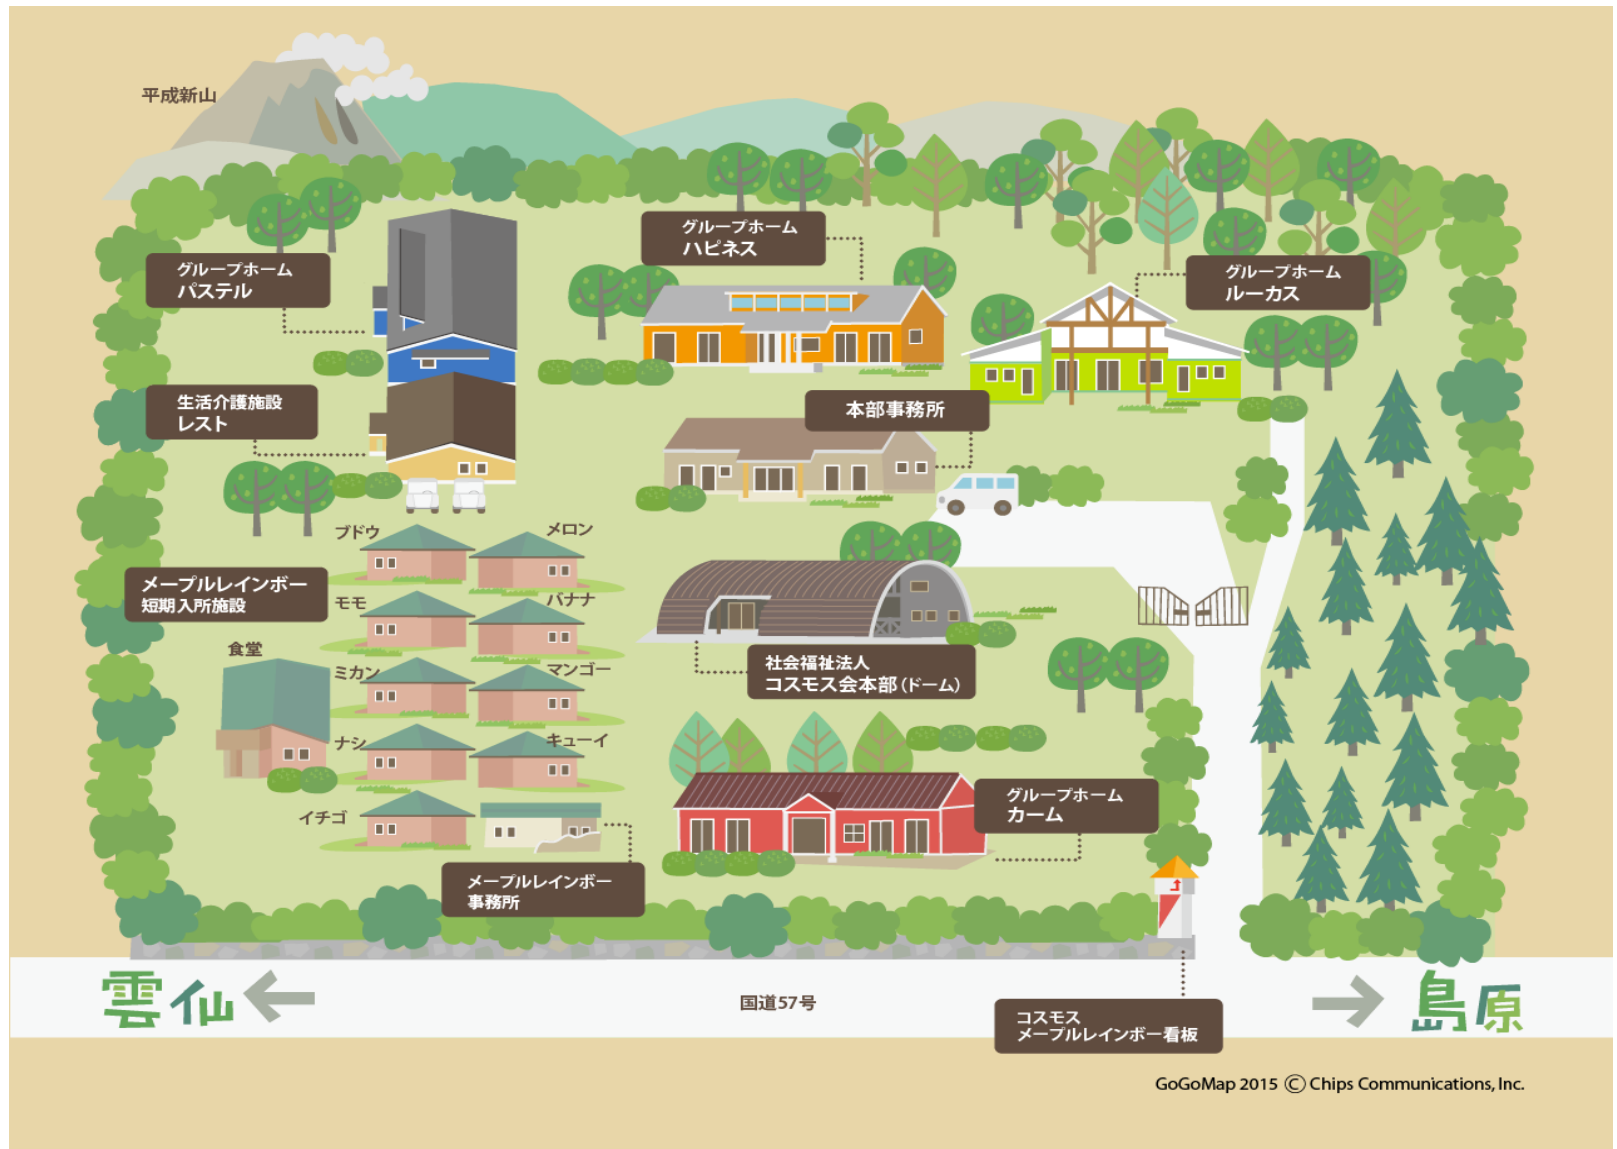 平成新山
グループホーム
ハピネス
グループホーム
パステル
グループホーム
ルーカス
生活介護施設
レスト
本部事務所
ブドウ
メロン
メープルレインボー
短期入所施設
モモ
バナナ
食堂
ミカン
マンゴー
社会福祉法人
コスモス会本部（ドーム）
ナシ
キューイ
イチゴ
グループホーム
カーム
メープルレインボー
事務所
雲仙←
国道57号
→島原
コスモス
メープルレインボー看板
GoGoMap 2015 © Chips Communications, Inc.